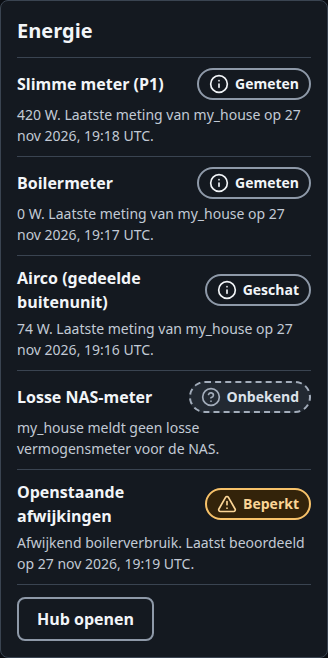 Energie
Slimme meter (P1)
Gemeten
420 W. Laatste meting van my_house op 27
nov 2026, 19:18 UTC.
Boilermeter
Gemeten
0 W. Laatste meting van my_house op 27
nov 2026, 19:17 UTC.
Airco (gedeelde
buitenunit)
Geschat
74 W. Laatste meting van my_house op 27
nov 2026, 19:16 UTC.
Losse NAS-meter
Onbekend
my_house meldt geen losse
vermogensmeter voor de NAS.
Openstaande
afwijkingen
Beperkt
Afwijkend boilerverbruik. Laatst beoordeeld
op 27 nov 2026, 19:19 UTC.
Hub openen